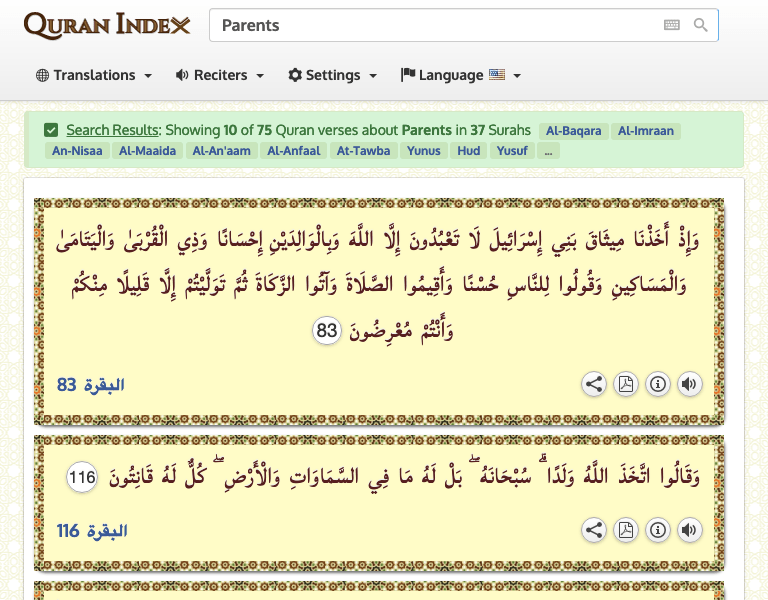 QURAN INDEX
Parents
Translations Reciters Settings Language
Search Results: Showing 10 of 75 Quran verses about Parents in 37 Surahs Al-Baqara Al-Imraan
An-Nisaa Al-Maaida Al-An'aam Al-Anfaal At-Tawba Yunus Hud Yusuf ...
وَإِذْ أَخَذْنَا مِيثَاقَ بَنِي إِسْرَائِيلَ لَا تَعْبُدُونَ إِلَّا اللَّهَ وَبِالْوَالِدَيْنِ إِحْسَانًا وَذِي الْقُرْبَىٰ وَالْيَتَامَىٰ
وَالْمَسَاكِينِ وَقُولُوا لِلنَّاسِ حُسْنًا وَأَقِيمُوا الصَّلَاةَ وَآتُوا الزَّكَاةَ ثُمَّ تَوَلَّيْتُمْ إِلَّا قَلِيلًا مِنْكُمْ
وَأَنْتُمْ مُعْرِضُونَ 83
البقرة 83
وَقَالُوا اتَّخَذَ اللَّهُ وَلَدًا ۗ سُبْحَانَهُ ۖ بَلْ لَهُ مَا فِي السَّمَاوَاتِ وَالْأَرْضِ ۖ كُلٌّ لَهُ قَانِتُونَ 116
البقرة 116